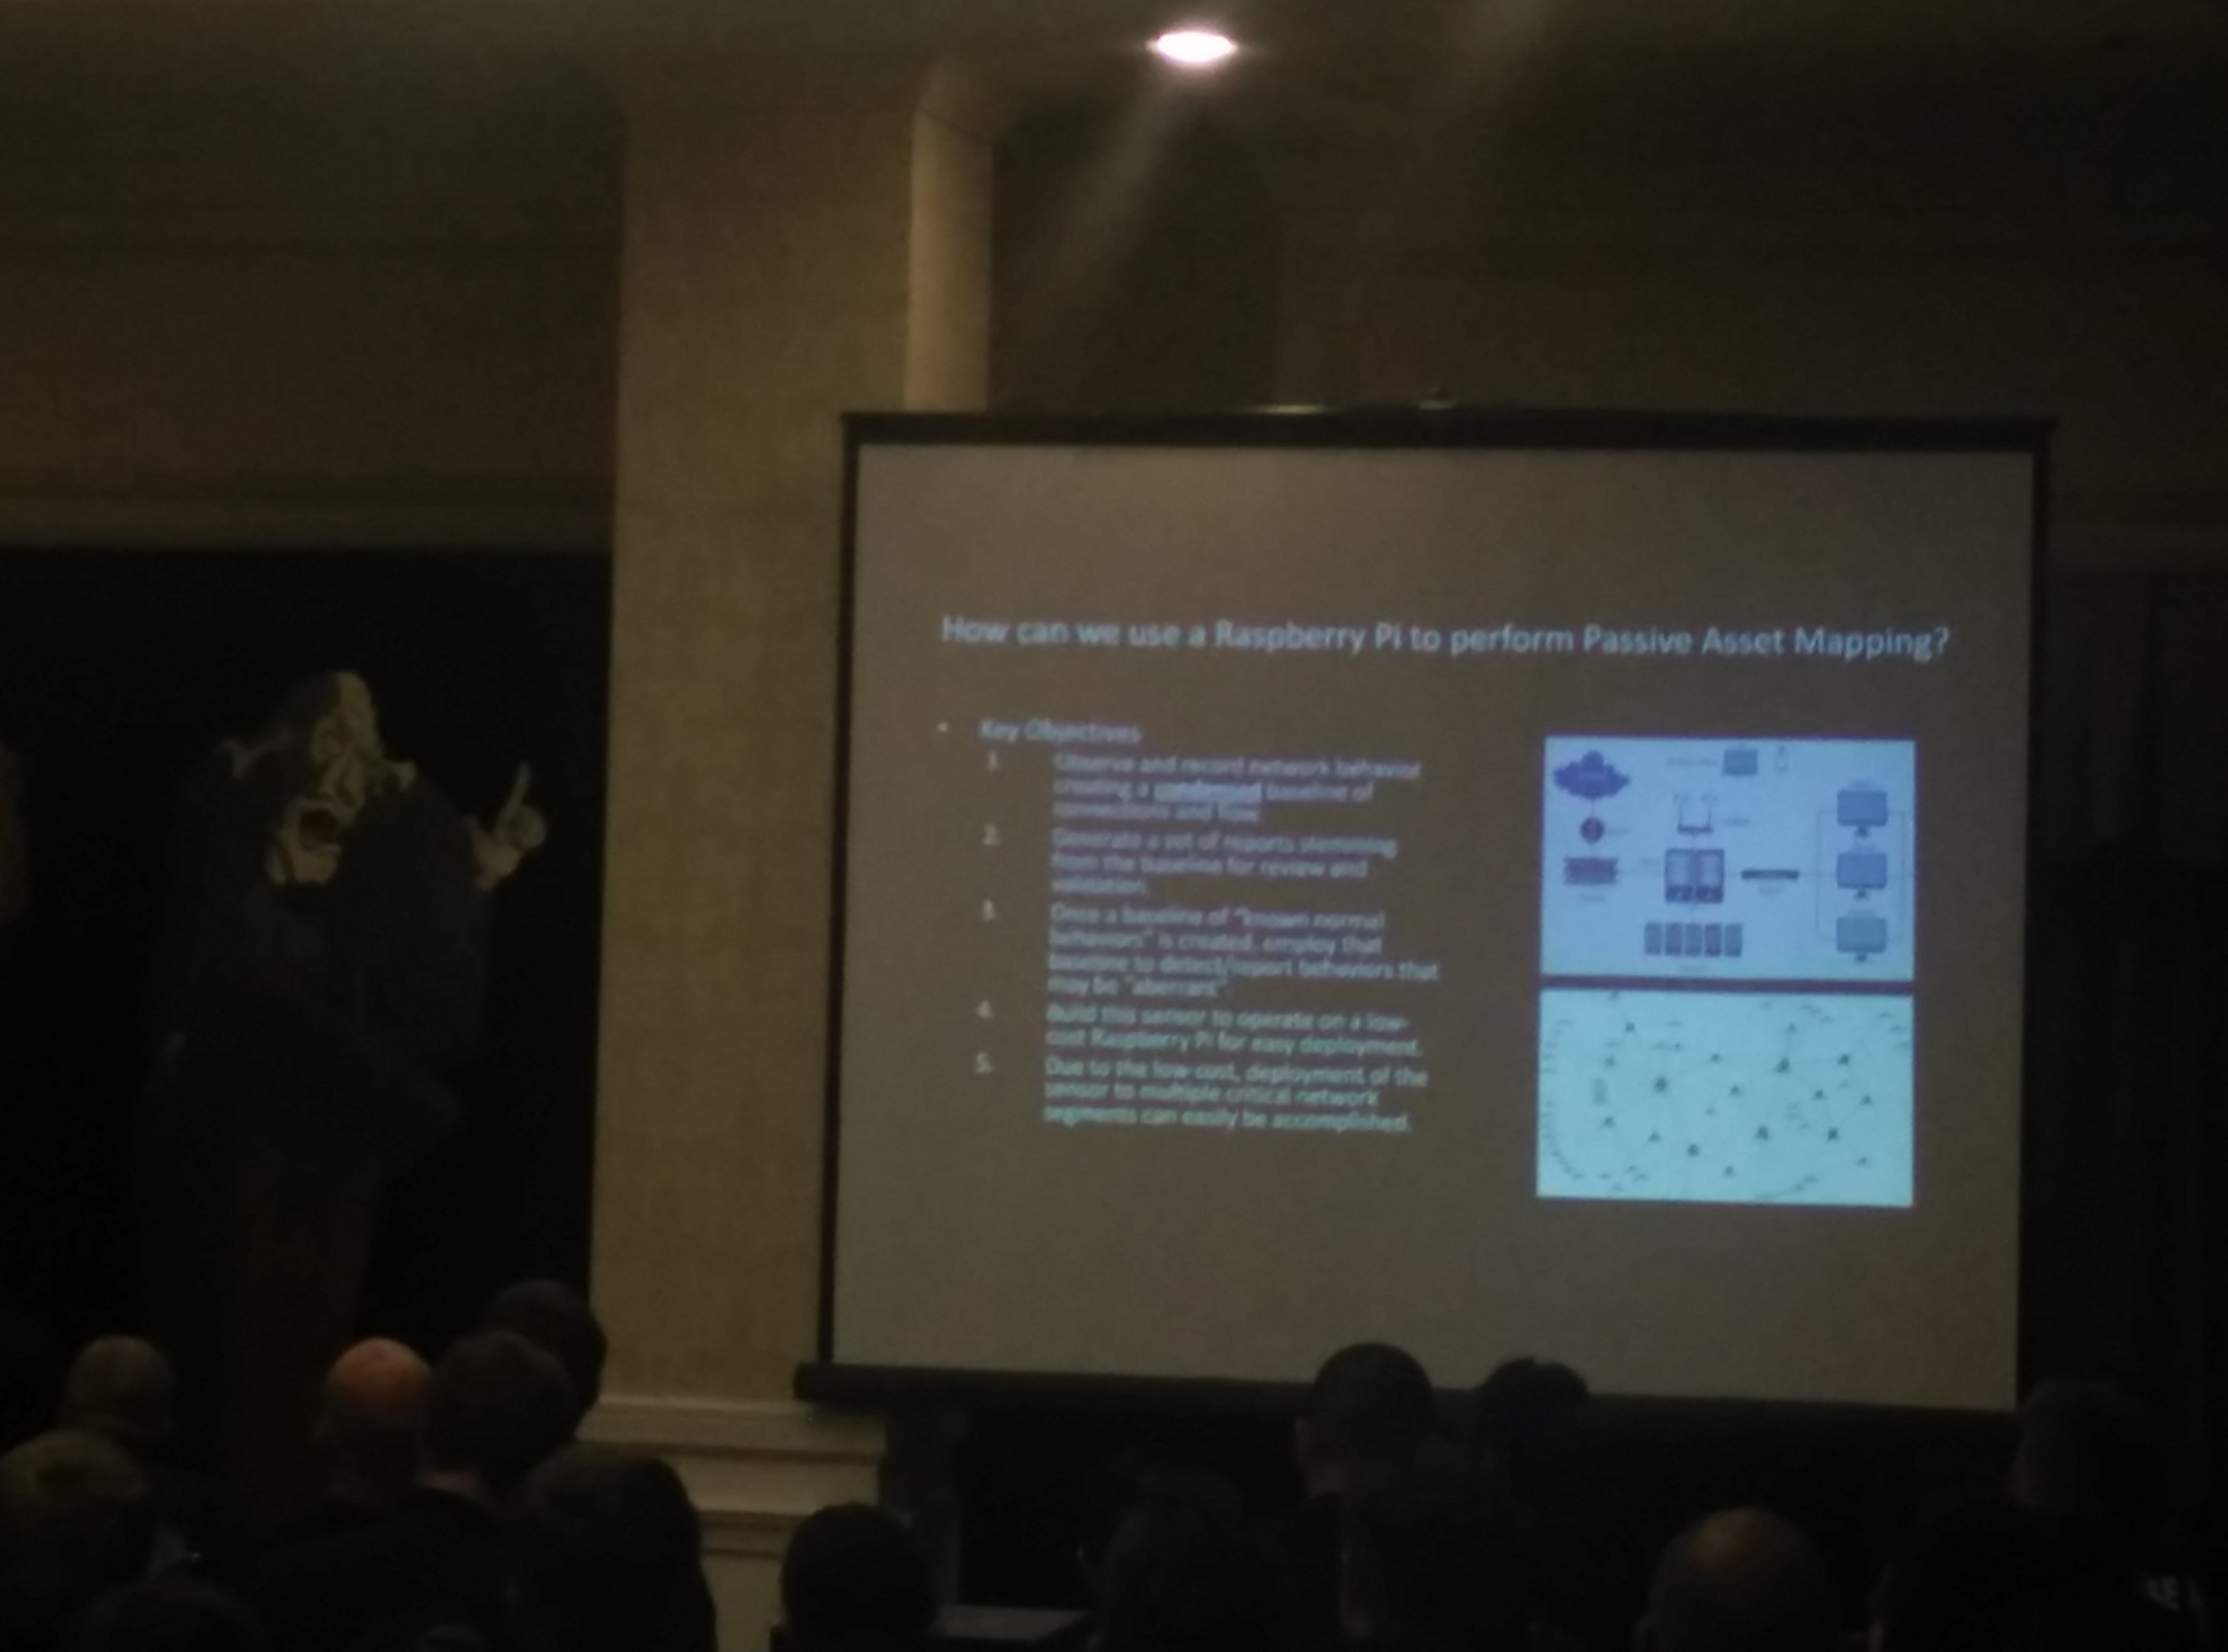 How can we use a Raspberry Pi to perform Passive Asset Mapping?
• Key Objectives
1. Observe and record network behavior
creating a condensed baseline of
connections and flow.
2. Generate a set of reports stemming
from the baseline for review and
validation.
3. Once a baseline of "known normal
behaviors" is created, employ that
baseline to detect/report behaviors that
may be "aberrant".
4. Build this sensor to operate on a low-
cost Raspberry Pi for easy deployment.
5. Due to the low-cost, deployment of the
sensor to multiple critical network
segments can easily be accomplished.